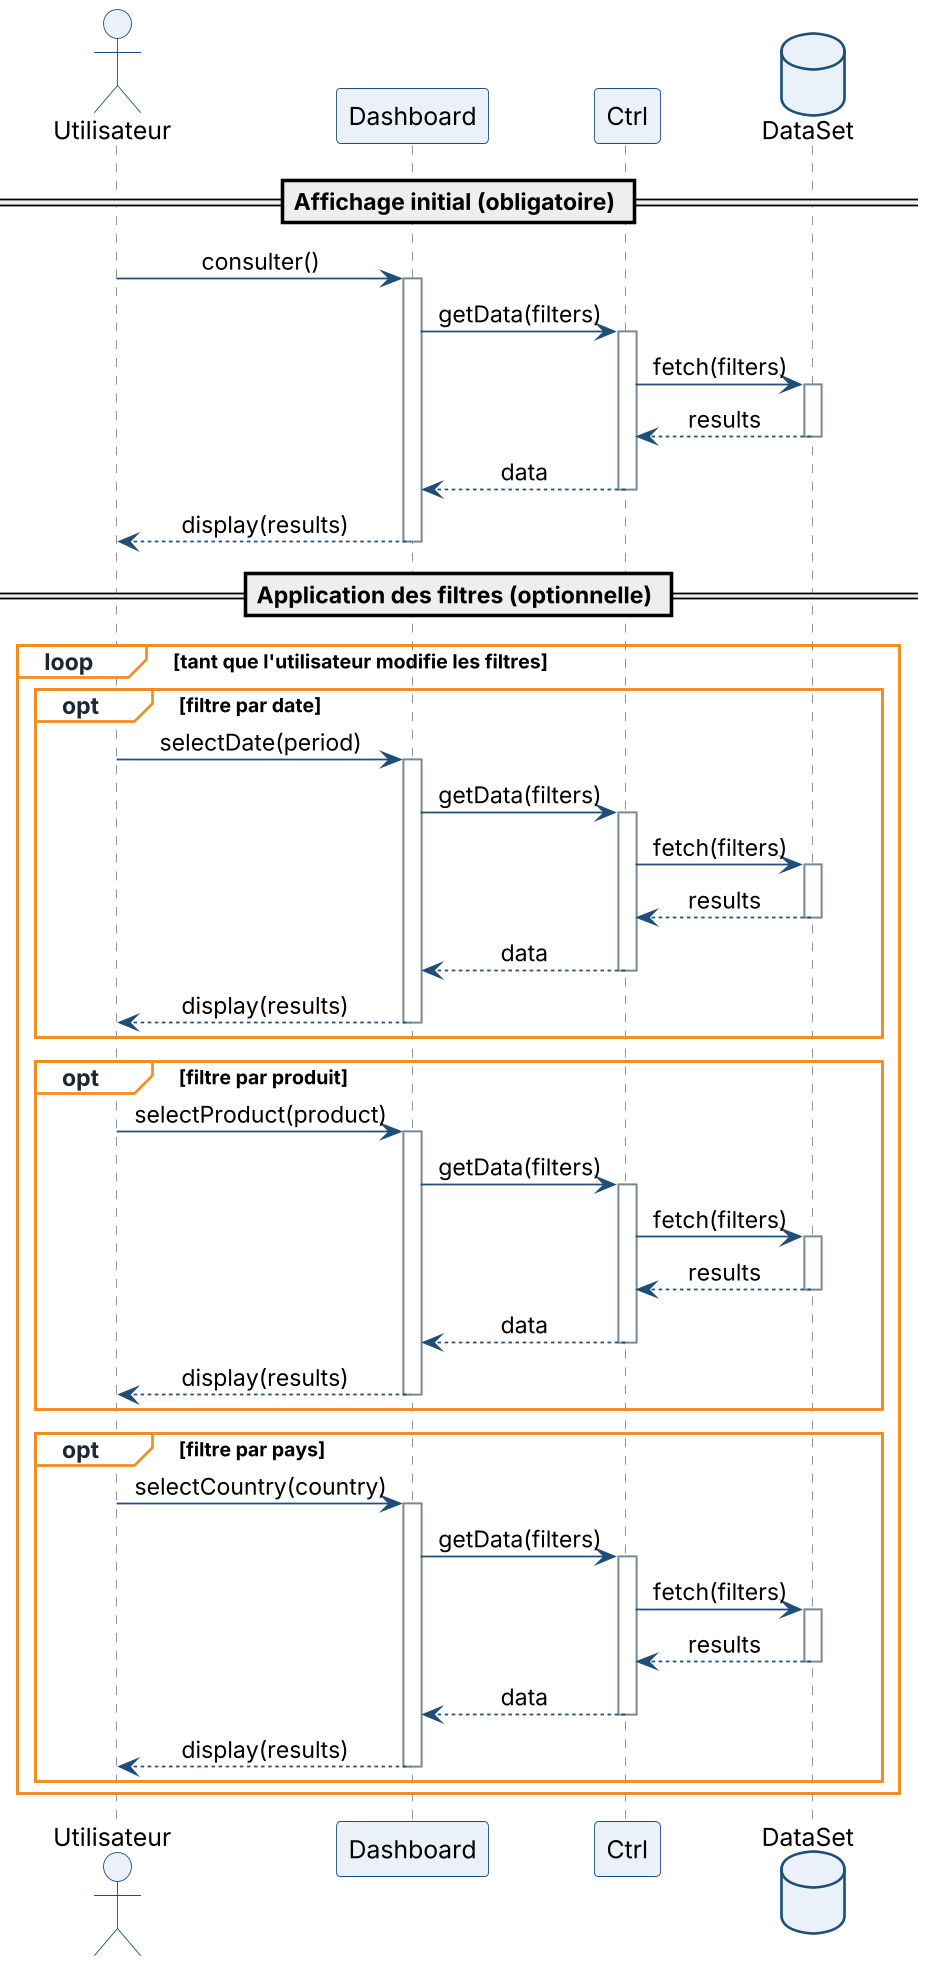 Utilisateur
Dashboard
Ctrl
DataSet
Affichage initial (obligatoire)
consulter()
getData(filters)
fetch(filters)
results
data
display(results)
Application des filtres (optionnelle)
loop [tant que l'utilisateur modifie les filtres]
opt [filtre par date]
selectDate(period)
getData(filters)
fetch(filters)
results
data
display(results)
opt [filtre par produit]
selectProduct(product)
getData(filters)
fetch(filters)
results
data
display(results)
opt [filtre par pays]
selectCountry(country)
getData(filters)
fetch(filters)
results
data
display(results)
Utilisateur
Dashboard
Ctrl
DataSet